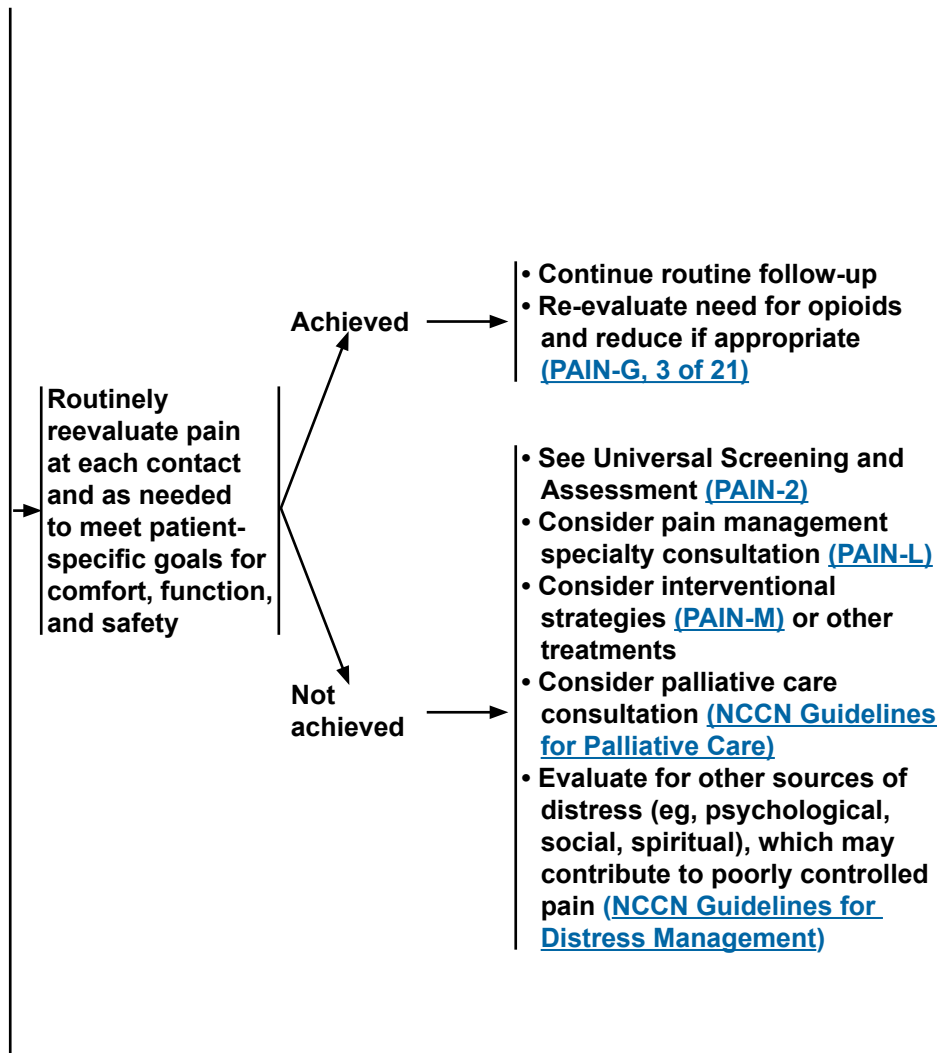 Routinely
reevaluate pain
at each contact
and as needed
to meet patient-
specific goals for
comfort, function,
and safety
Achieved
• Continue routine follow-up
• Re-evaluate need for opioids
and reduce if appropriate
(PAIN-G, 3 of 21)
Not
achieved
• See Universal Screening and
Assessment (PAIN-2)
• Consider pain management
specialty consultation (PAIN-L)
• Consider interventional
strategies (PAIN-M) or other
treatments
• Consider palliative care
consultation (NCCN Guidelines
for Palliative Care)
• Evaluate for other sources of
distress (eg, psychological,
social, spiritual), which may
contribute to poorly controlled
pain (NCCN Guidelines for
Distress Management)